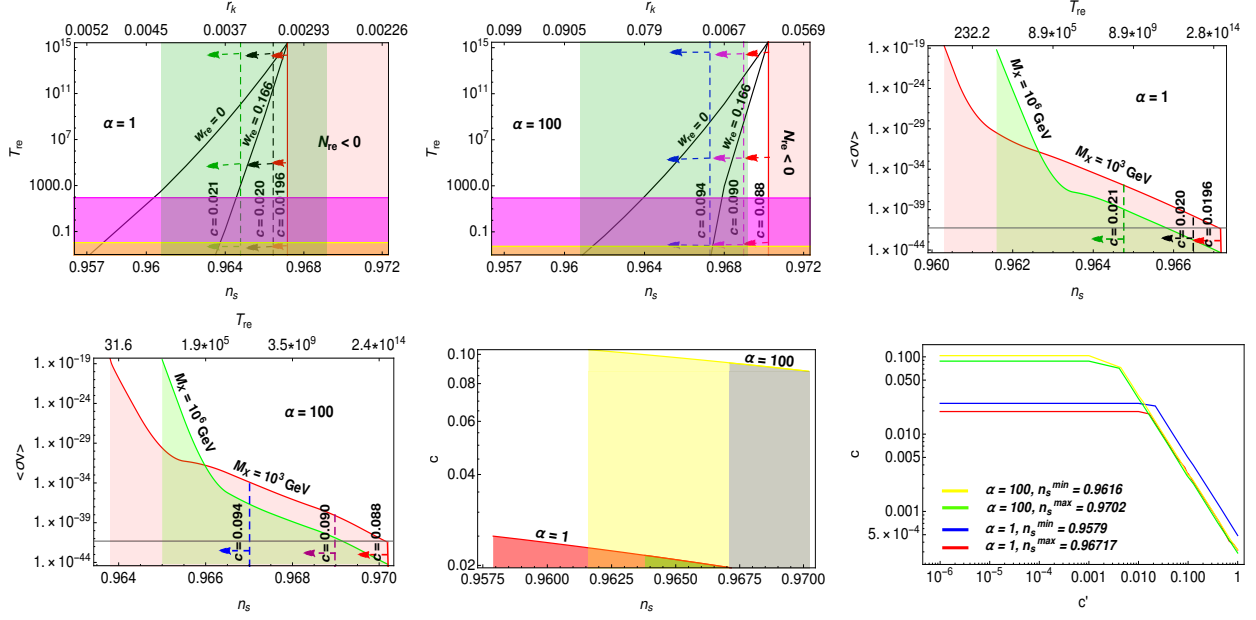 r_k
0.0052 0.0045 0.0037 0.00293 0.00226
T_re
10^15
10^11
10^7
1000.0
0.1
α = 1
w_re = 0
w_re = 0.166
N_re < 0
c = 0.021
c = 0.020
c = 0.0196
0.957 0.96 0.964 0.968 0.972
n_s
r_k
0.099 0.0905 0.079 0.0067 0.0569
T_re
10^15
10^11
10^7
1000.0
0.1
α = 100
w_re = 0
w_re = 0.166
N_re < 0
c = 0.094
c = 0.090
c = 0.088
0.957 0.96 0.964 0.968 0.972
n_s
T_re
232.2 8.9*10^5 8.9*10^9 2.8*10^14
<σv>
1.*10^-19
1.*10^-24
1.*10^-29
1.*10^-34
1.*10^-39
1.*10^-44
M_X = 10^6 GeV
α = 1
M_X = 10^3 GeV
c = 0.021
c = 0.020
c = 0.0196
0.960 0.962 0.964 0.966
n_s
T_re
31.6 1.9*10^5 3.5*10^9 2.4*10^14
<σv>
1.*10^-19
1.*10^-24
1.*10^-29
1.*10^-34
1.*10^-39
1.*10^-44
M_X = 10^6 GeV
α = 100
M_X = 10^3 GeV
c = 0.094
c = 0.090
c = 0.088
0.964 0.966 0.968 0.970
n_s
c
0.10
0.08
0.06
0.04
0.02
α = 100
α = 1
0.9575 0.9600 0.9625 0.9650 0.9675 0.9700
n_s
c
0.100
0.050
0.010
0.005
0.001
5.×10^-4
α = 100, n_s^min = 0.9616
α = 100, n_s^max = 0.9702
α = 1, n_s^min = 0.9579
α = 1, n_s^max = 0.96717
10^-6 10^-5 10^-4 0.001 0.010 0.100 1
c'